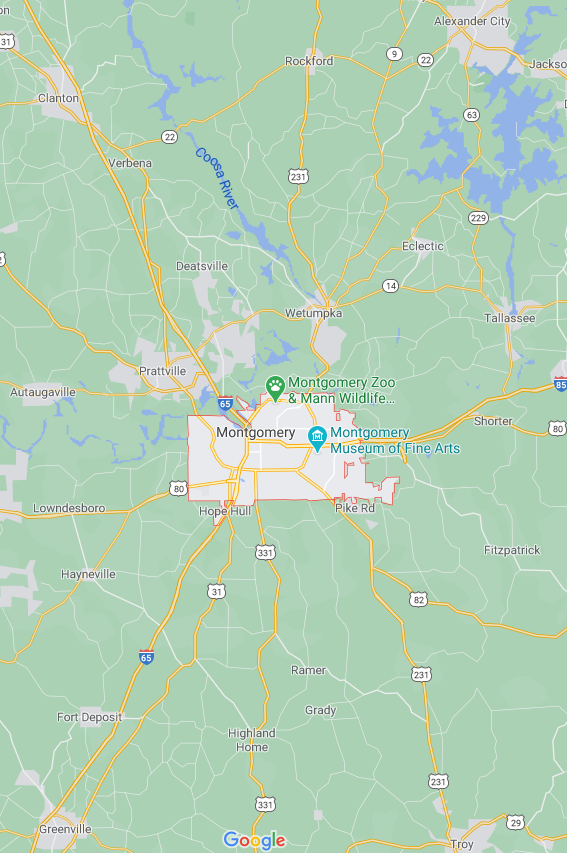 on
Alexander City
31
9
Rockford
22
Jackso
Clanton
63
22
Verbena
Coosa River
231
229
Eclectic
2
Deatsville
14
Wetumpka
Tallassee
Prattville
Montgomery Zoo
& Mann Wildlife...
85
Autaugaville
65
Shorter
80
Montgomery
Montgomery
Museum of Fine Arts
80
Lowndesboro
Hope Hull
Pike Rd
331
Fitzpatrick
Hayneville
31
82
65
Ramer
231
Grady
Fort Deposit
Highland
Home
231
331
29
Greenville
Google
Troy